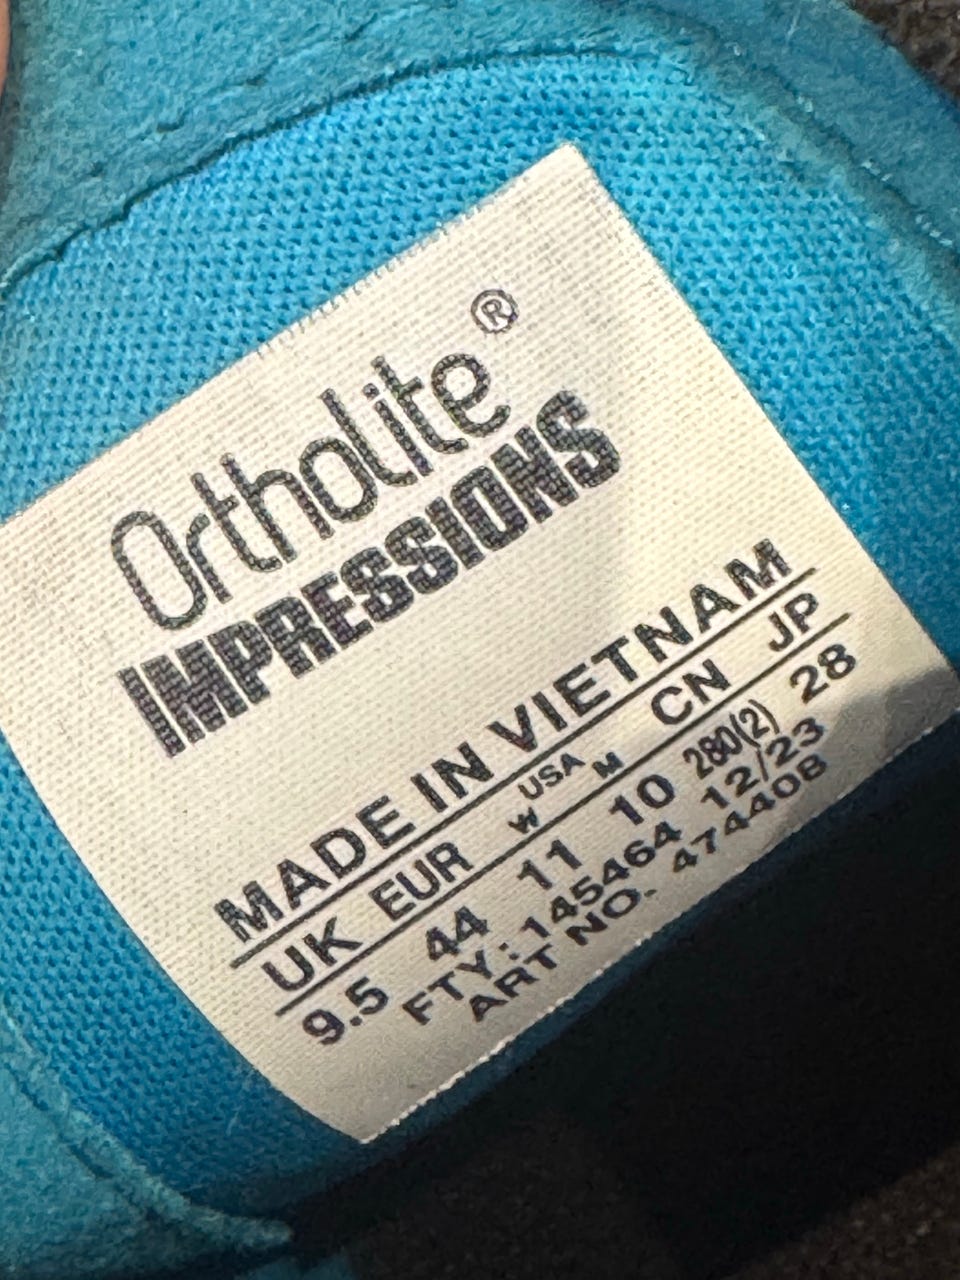 Ortholite®
IMPRESSIONS
MADE IN VIETNAM
UK EUR USA CN JP
W M
9.5 44 11 10 280(2) 28
FTY: 145464 12/23
ART NO. 474408